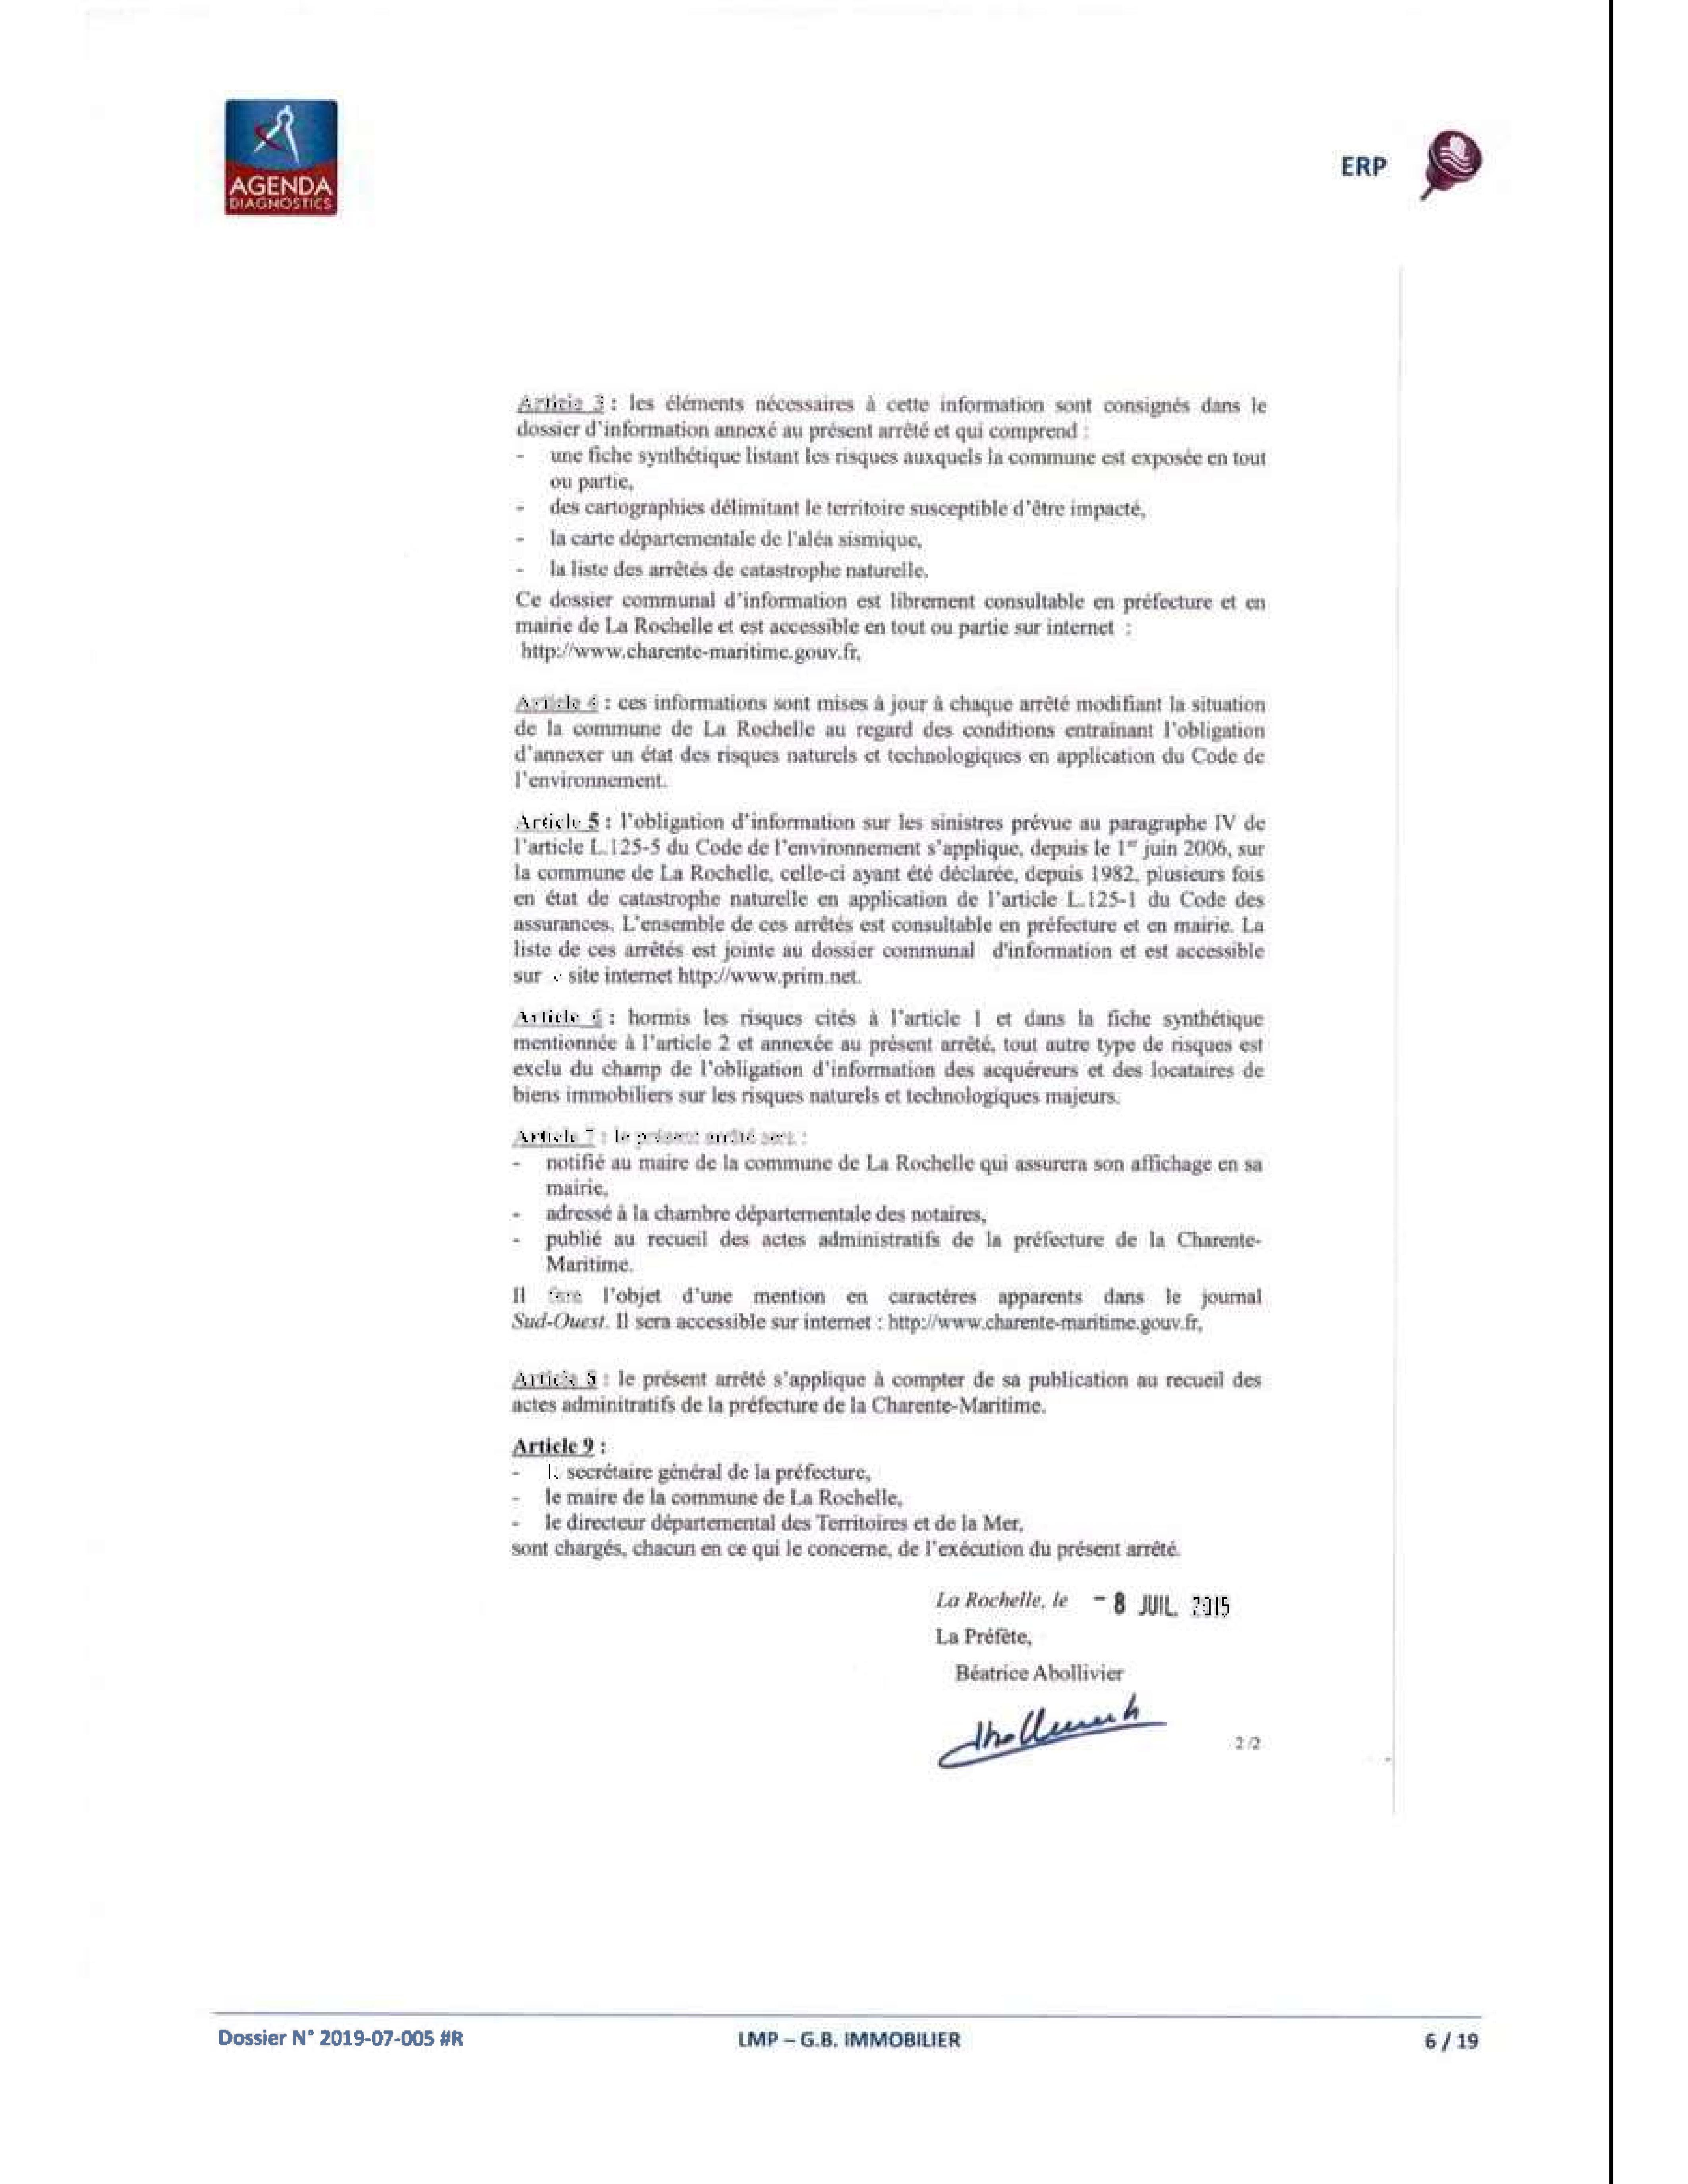 AGENDA
DIAGNOSTICS
ERP
Article 3 : les éléments nécessaires à cette information sont consignés dans le
dossier d'information annexé au présent arrêté et qui comprend :
- une fiche synthétique listant les risques auxquels la commune est exposée en tout
ou partie,
- des cartographies délimitant le territoire susceptible d'être impacté,
- la carte départementale de l'aléa sismique,
- la liste des arrêtés de catastrophe naturelle.
Ce dossier communal d'information est librement consultable en préfecture et en
mairie de La Rochelle et est accessible en tout ou partie sur internet :
http://www.charente-maritime.gouv.fr,
Article 4 : ces informations sont mises à jour à chaque arrêté modifiant la situation
de la commune de La Rochelle au regard des conditions entrainant l'obligation
d'annexer un état des risques naturels et technologiques en application du Code de
l'environnement.
Article 5 : l'obligation d'information sur les sinistres prévue au paragraphe IV de
l'article L.125-5 du Code de l'environnement s'applique, depuis le 1er juin 2006, sur
la commune de La Rochelle, celle-ci ayant été déclarée, depuis 1982, plusieurs fois
en état de catastrophe naturelle en application de l'article L.125-1 du Code des
assurances. L'ensemble de ces arrêtés est consultable en préfecture et en mairie. La
liste de ces arrêtés est jointe au dossier communal d'information et est accessible
sur site internet http://www.prim.net.
Article 6 : hormis les risques cités à l'article 1 et dans la fiche synthétique
mentionnée à l'article 2 et annexée au présent arrêté, tout autre type de risques est
exclu du champ de l'obligation d'information des acquéreurs et des locataires de
biens immobiliers sur les risques naturels et technologiques majeurs.
Article 7 : le présent arrêté sera :
- notifié au maire de la commune de La Rochelle qui assurera son affichage en sa
mairie,
- adressé à la chambre départementale des notaires,
- publié au recueil des actes administratifs de la préfecture de la Charente-
Maritime.
Il l'objet d'une mention en caractères apparents dans le journal
Sud-Ouest. Il sera accessible sur internet : http://www.charente-maritime.gouv.fr,
Article 8 : le présent arrêté s'applique à compter de sa publication au recueil des
actes adminitratifs de la préfecture de la Charente-Maritime.
Article 9 :
- secrétaire général de la préfecture,
- le maire de la commune de La Rochelle,
- le directeur départemental des Territoires et de la Mer,
sont chargés, chacun en ce qui le concerne, de l'exécution du présent arrêté.
La Rochelle, le - 8 JUIL. 2015
La Préfète,
Béatrice Abollivier
2/2
Dossier N° 2019-07-005 #R
LMP – G.B. IMMOBILIER
6 / 19